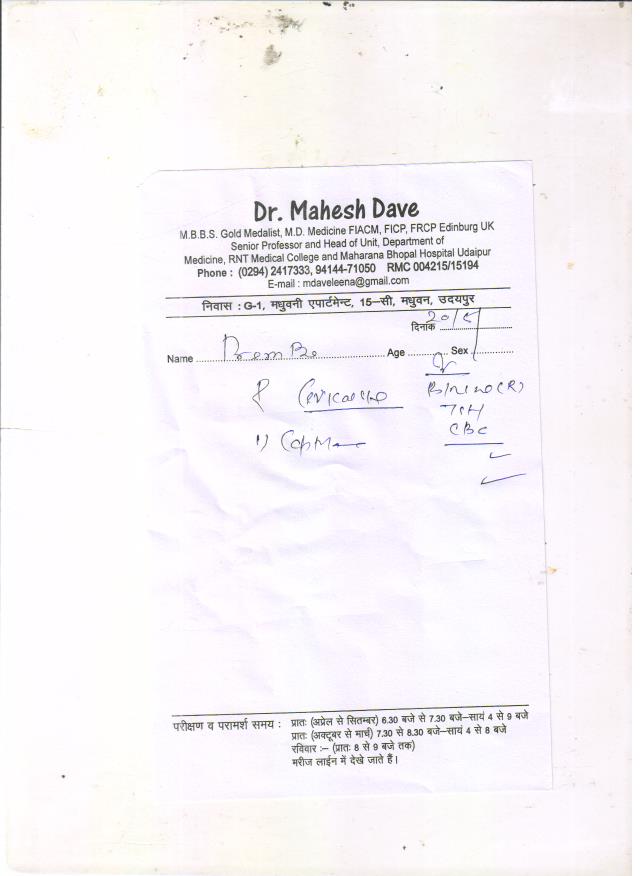 Dr. Mahesh Dave
M.B.B.S. Gold Medalist, M.D. Medicine FIACM, FICP, FRCP Edinburg UK
Senior Professor and Head of Unit, Department of
Medicine, RNT Medical College and Maharana Bhopal Hospital Udaipur
Phone : (0294) 2417333, 94144-71050 RMC 004215/15194
E-mail : mdaveleena@gmail.com
निवास : G-1, मधुवनी एपार्टमेन्ट, 15-सी, मधुवन, उदयपुर
दिनांक 20/
Name Prem Age Sex
TSH
1) Cap CBC
परीक्षण व परामर्श समय : प्रातः (अप्रेल से सितम्बर) 6.30 बजे से 7.30 बजे-सायं 4 से 9 बजे
प्रातः (अक्टूबर से मार्च) 7.30 से 8.30 बजे-सायं 4 से 8 बजे
रविवार :- (प्रातः 8 से 9 बजे तक)
मरीज लाईन में देखे जाते हैं।